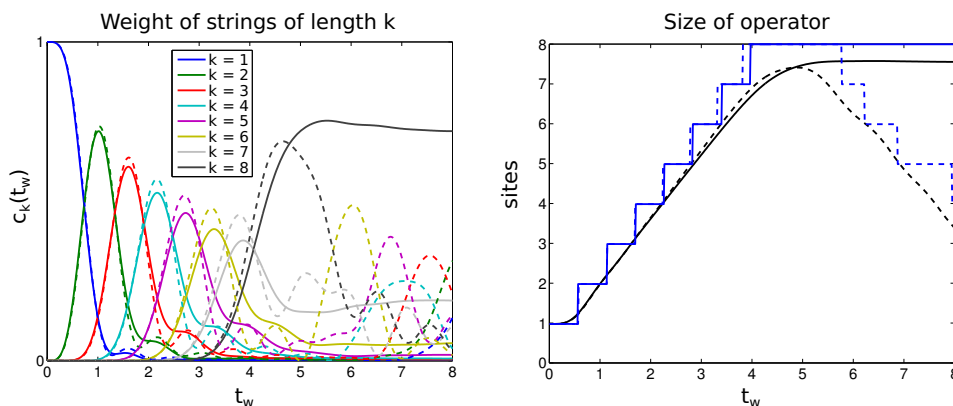 Weight of strings of length k
1
c_k(t_w)
0
k = 1
k = 2
k = 3
k = 4
k = 5
k = 6
k = 7
k = 8
0 1 2 3 4 5 6 7 8
t_w
Size of operator
8
7
6
5
4
3
2
1
0
sites
0 1 2 3 4 5 6 7 8
t_w